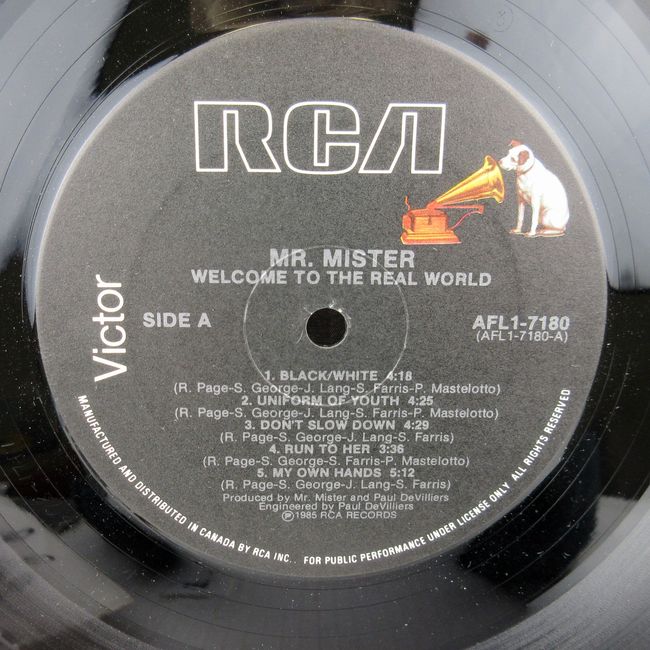 RCA
MR. MISTER
WELCOME TO THE REAL WORLD
Victor
SIDE A
AFL1-7180
(AFL1-7180-A)
1. BLACK/WHITE 4:18
(R. Page-S. George-J. Lang-S. Farris-P. Mastelotto)
2. UNIFORM OF YOUTH 4:25
(R. Page-S. George-J. Lang-S. Farris-P. Mastelotto)
3. DON'T SLOW DOWN 4:29
(R. Page-S. George-J. Lang-S. Farris)
4. RUN TO HER 3:36
(R. Page-S. George-S. Farris-P. Mastelotto)
5. MY OWN HANDS 5:12
(R. Page-S. George-J. Lang-S. Farris)
Produced by Mr. Mister and Paul DeVilliers
Engineered by Paul DeVilliers
℗1985 RCA RECORDS
MANUFACTURED AND DISTRIBUTED IN CANADA BY RCA INC., FOR PUBLIC PERFORMANCE UNDER LICENSE ONLY ALL RIGHTS RESERVED